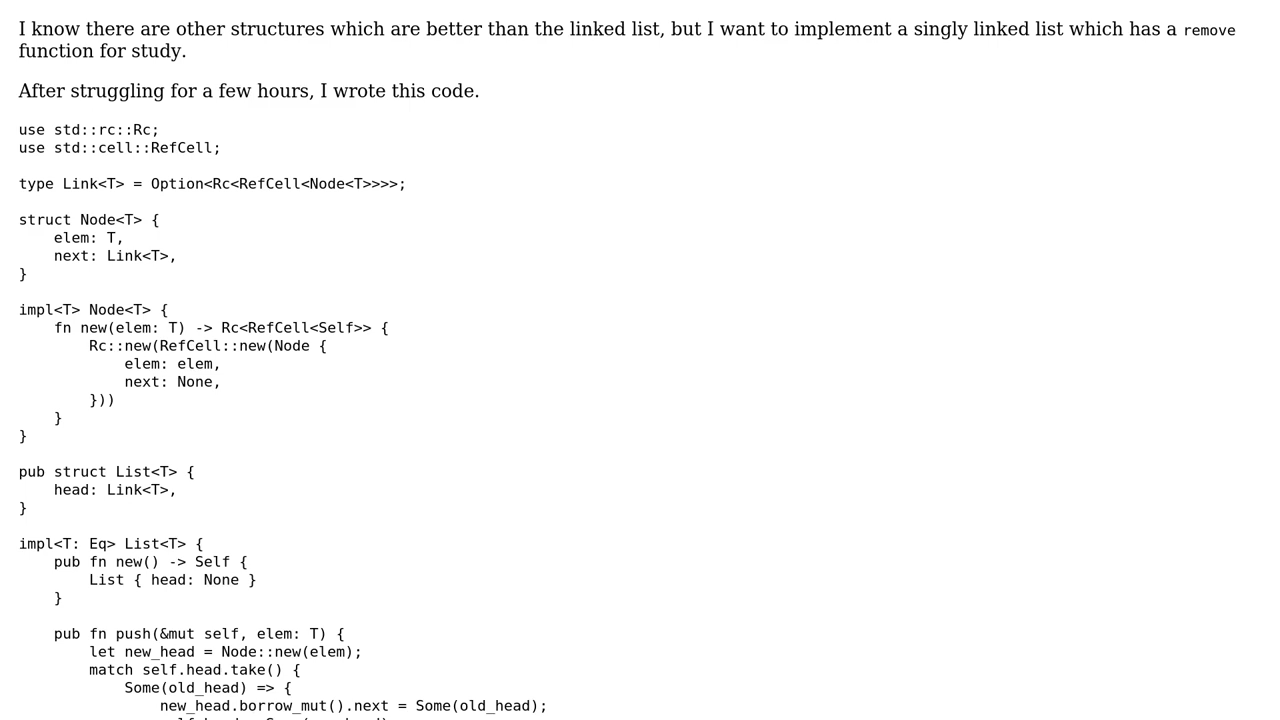 I know there are other structures which are better than the linked list, but I want to implement a singly linked list which has a remove
function for study.
After struggling for a few hours, I wrote this code.
use std::rc::Rc;
use std::cell::RefCell;
type Link<T> = Option<Rc<RefCell<Node<T>>>>;
struct Node<T> {
    elem: T,
    next: Link<T>,
}
impl<T> Node<T> {
    fn new(elem: T) -> Rc<RefCell<Self>> {
        Rc::new(RefCell::new(Node {
            elem: elem,
            next: None,
        }))
    }
}
pub struct List<T> {
    head: Link<T>,
}
impl<T: Eq> List<T> {
    pub fn new() -> Self {
        List { head: None }
    }
    pub fn push(&mut self, elem: T) {
        let new_head = Node::new(elem);
        match self.head.take() {
            Some(old_head) => {
                new_head.borrow_mut().next = Some(old_head);